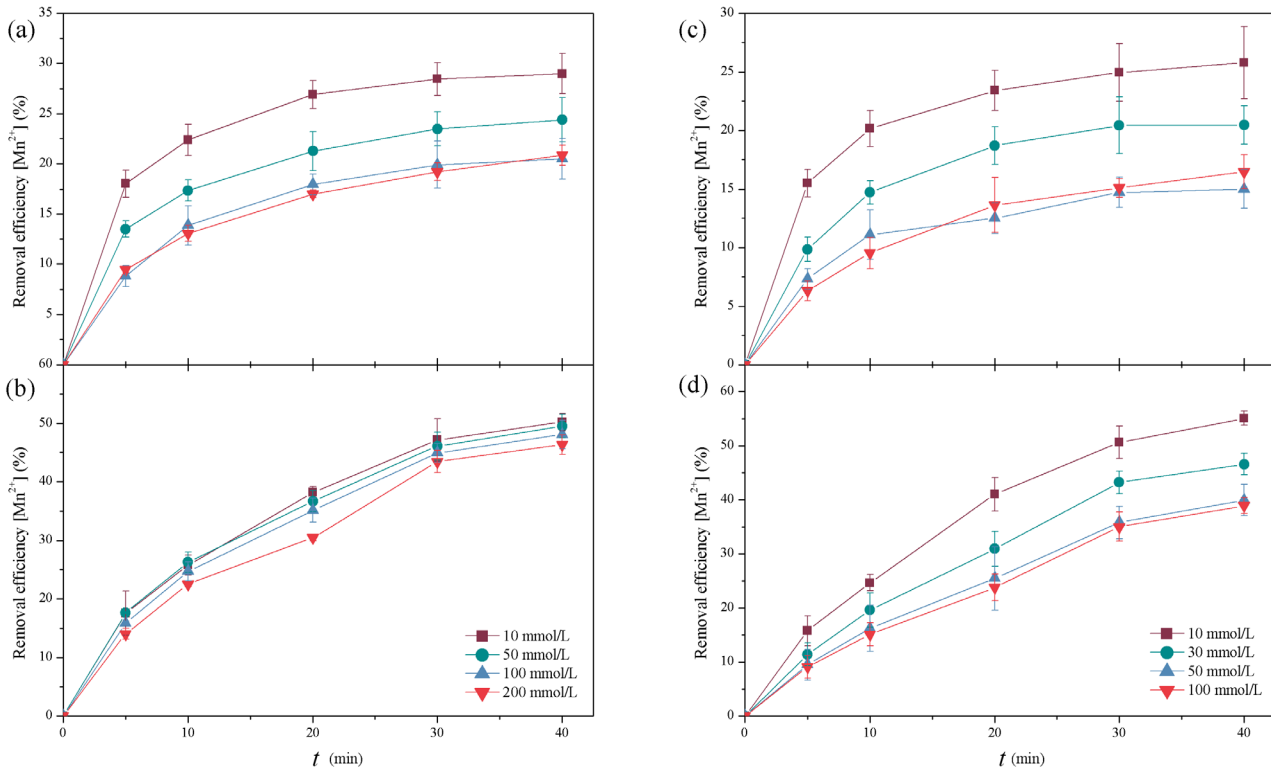 (a)
35
30
25
20
15
10
5
60
Removal efficiency [Mn²⁺] (%)
(b)
50
40
30
20
10
0
Removal efficiency [Mn²⁺] (%)
10 mmol/L
50 mmol/L
100 mmol/L
200 mmol/L
0 10 20 30 40
t (min)
(c)
30
25
20
15
10
5
0
Removal efficiency [Mn²⁺] (%)
(d)
60
50
40
30
20
10
0
Removal efficiency [Mn²⁺] (%)
10 mmol/L
30 mmol/L
50 mmol/L
100 mmol/L
0 10 20 30 40
t (min)